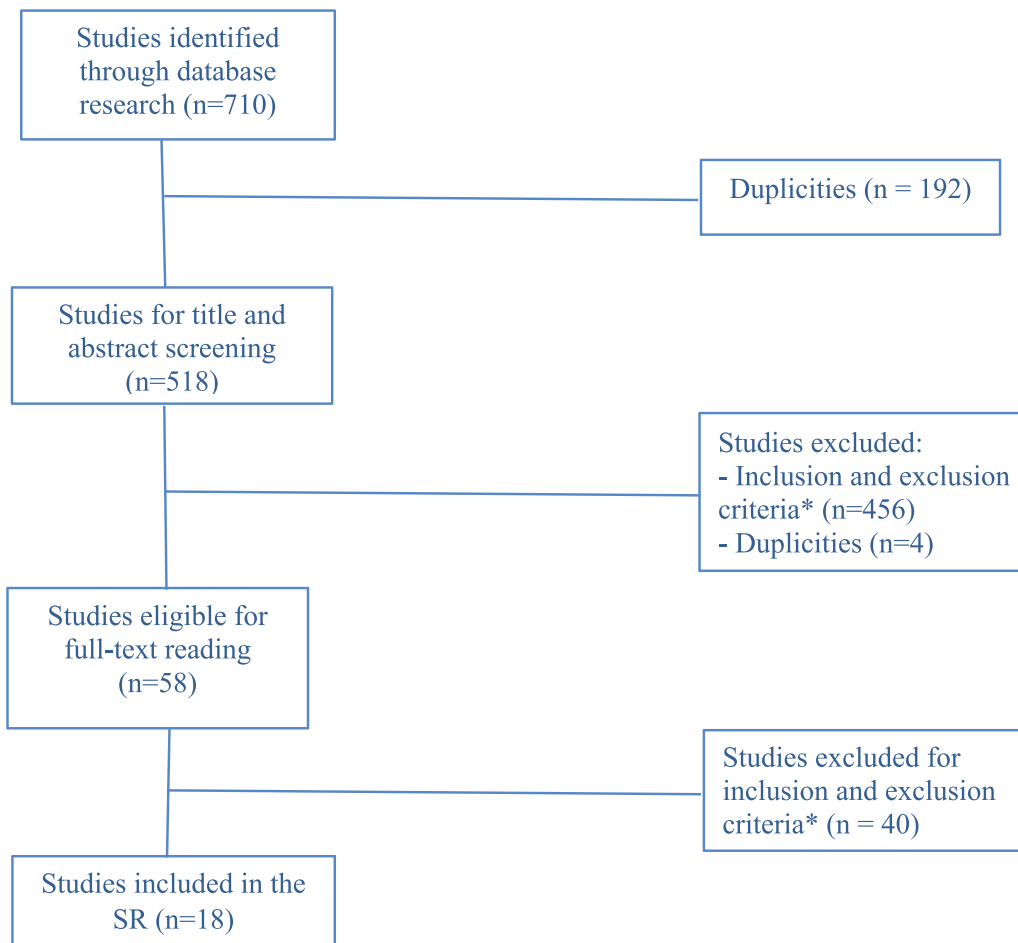 Studies identified
through database
research (n=710)
Duplicities (n = 192)
Studies for title and
abstract screening
(n=518)
Studies excluded:
- Inclusion and exclusion
criteria* (n=456)
- Duplicities (n=4)
Studies eligible for
full-text reading
(n=58)
Studies excluded for
inclusion and exclusion
criteria* (n = 40)
Studies included in the
SR (n=18)